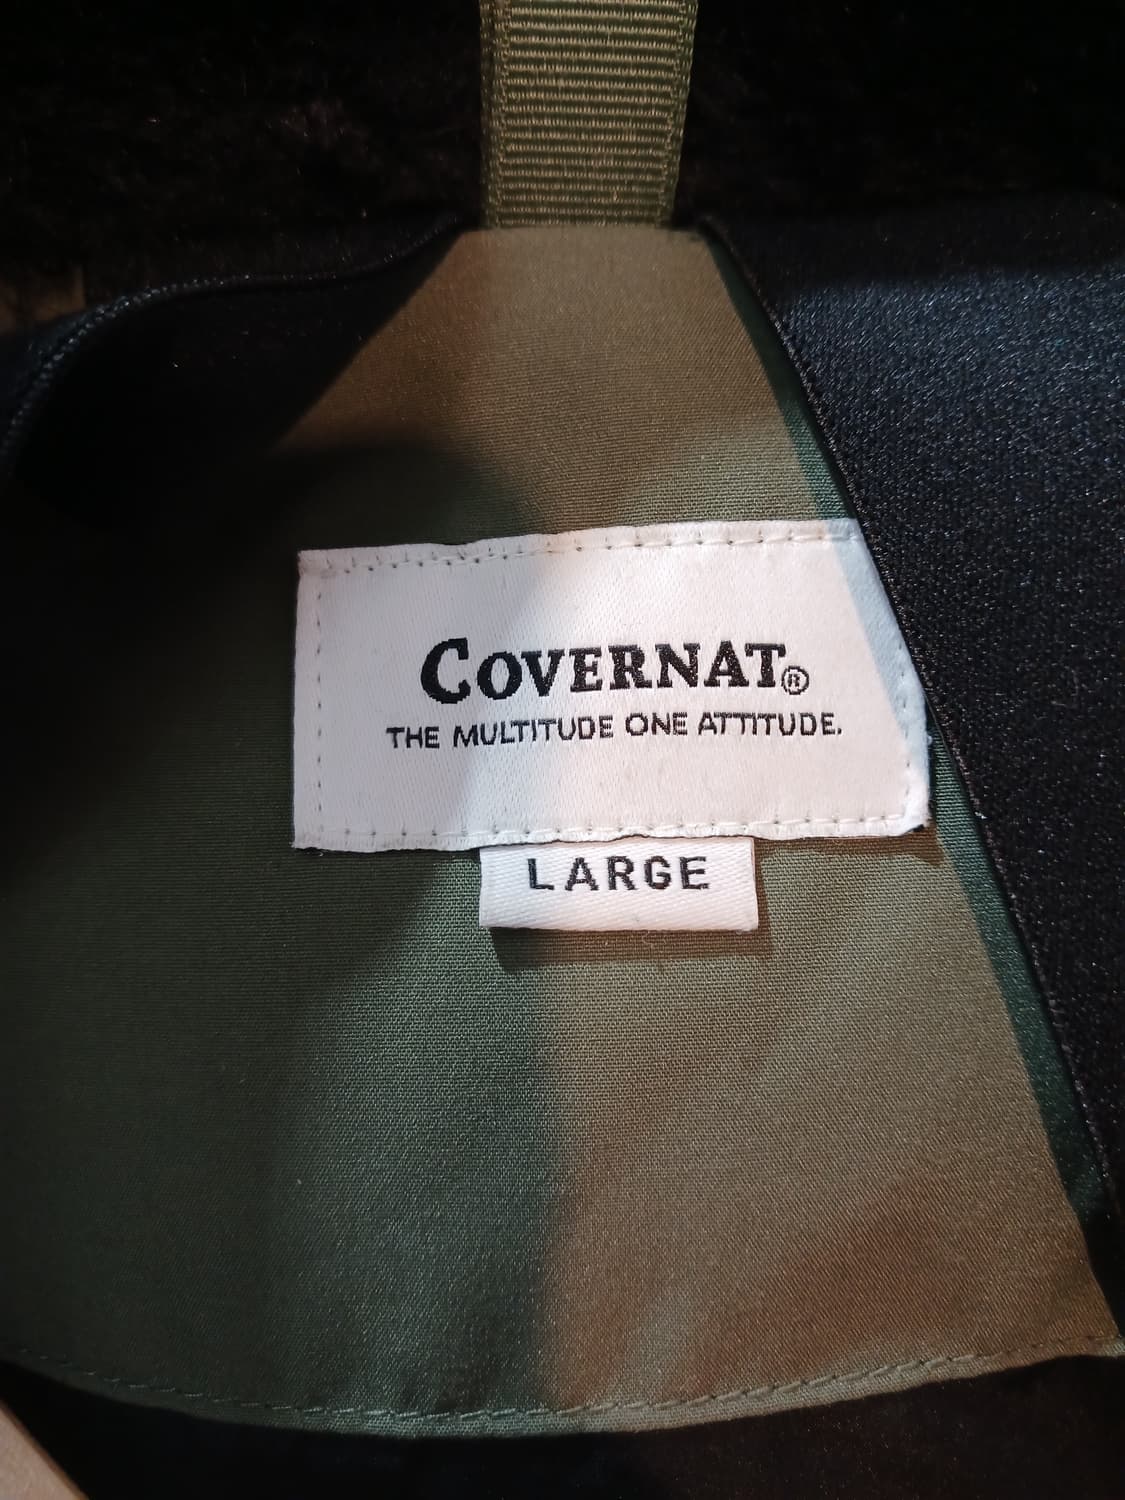 COVERNAT®
THE MULTITUDE ONE ATTITUDE.
LARGE